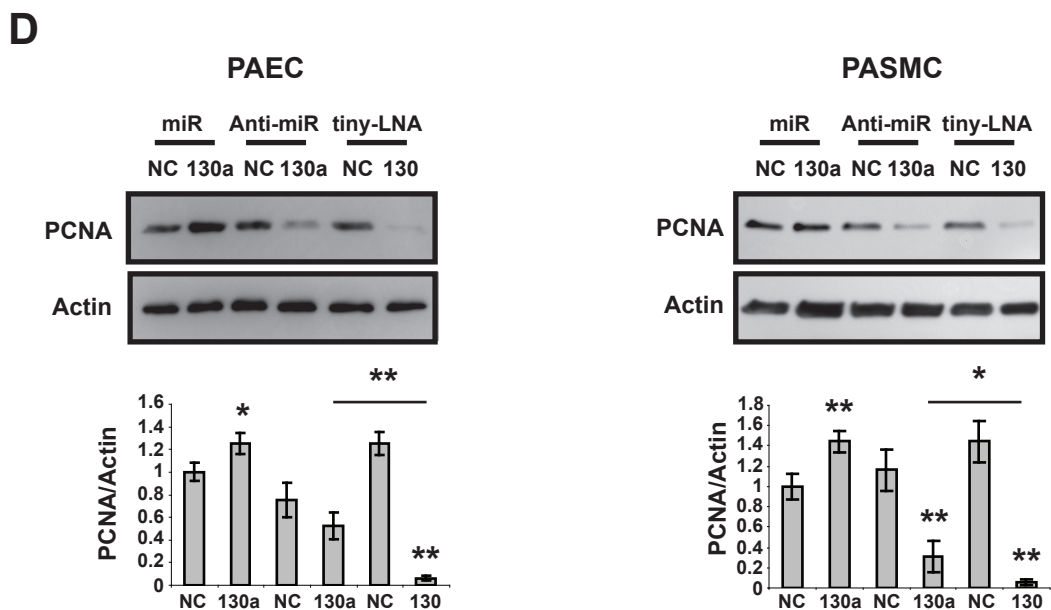 D
PAEC
miR Anti-miR tiny-LNA
NC 130a NC 130a NC 130
PCNA
Actin
**
PCNA/Actin
1.6
1.4
1.2
1
0.8
0.6
0.4
0.2
0
*
**
NC 130a NC 130a NC 130
PASMC
miR Anti-miR tiny-LNA
NC 130a NC 130a NC 130
PCNA
Actin
*
PCNA/Actin
1.8
1.6
1.4
1.2
1
0.8
0.6
0.4
0.2
0
**
**
**
NC 130a NC 130a NC 130